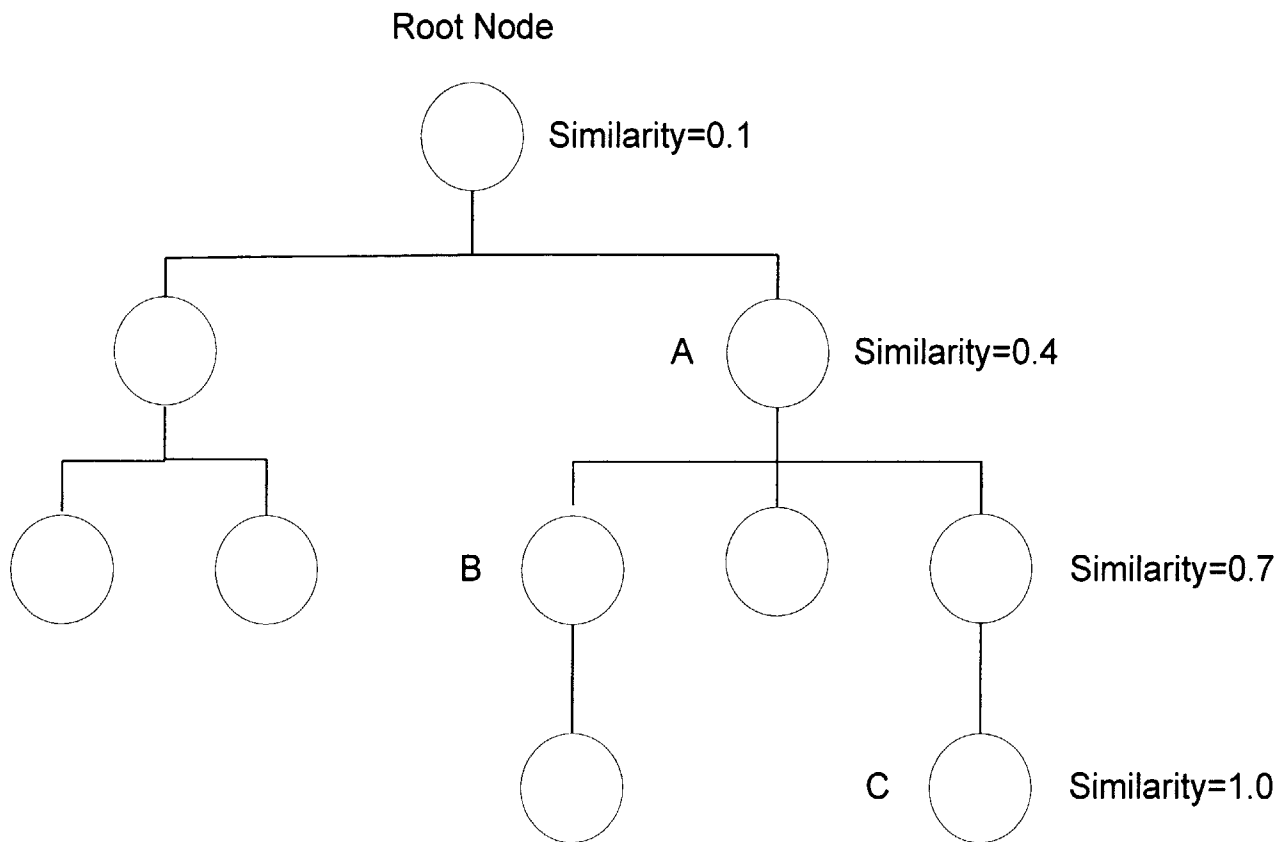 Root Node
Similarity=0.1
A
Similarity=0.4
B
Similarity=0.7
C
Similarity=1.0